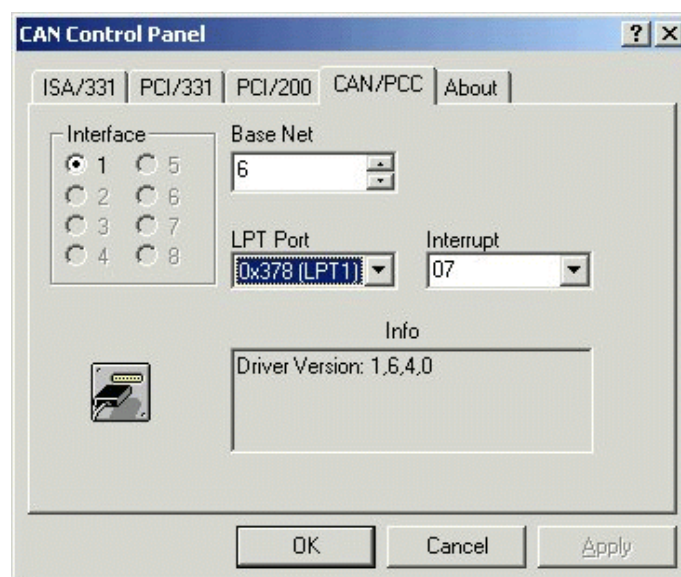 CAN Control Panel
ISA/331 PCI/331 PCI/200 CAN/PCC About
Interface
1 5
2 6
3 7
4 8
Base Net
6
LPT Port
0x378 (LPT1)
Interrupt
07
Info
Driver Version: 1,6,4,0
OK Cancel Apply